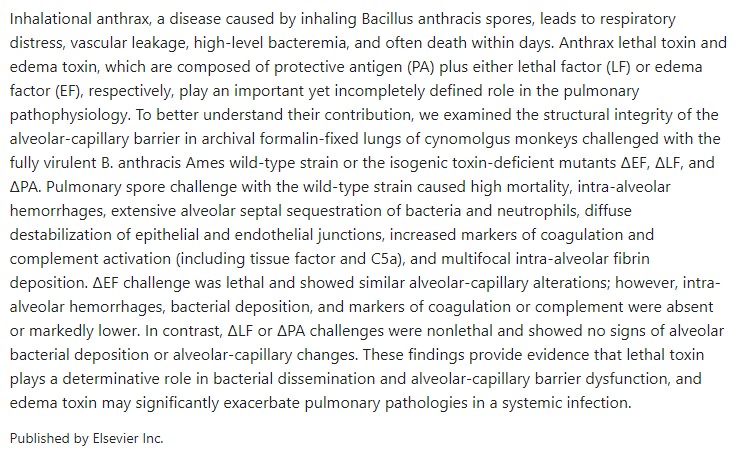 Inhalational anthrax, a disease caused by inhaling Bacillus anthracis spores, leads to respiratory
distress, vascular leakage, high-level bacteremia, and often death within days. Anthrax lethal toxin and
edema toxin, which are composed of protective antigen (PA) plus either lethal factor (LF) or edema
factor (EF), respectively, play an important yet incompletely defined role in the pulmonary
pathophysiology. To better understand their contribution, we examined the structural integrity of the
alveolar-capillary barrier in archival formalin-fixed lungs of cynomolgus monkeys challenged with the
fully virulent B. anthracis Ames wild-type strain or the isogenic toxin-deficient mutants ΔEF, ΔLF, and
ΔPA. Pulmonary spore challenge with the wild-type strain caused high mortality, intra-alveolar
hemorrhages, extensive alveolar septal sequestration of bacteria and neutrophils, diffuse
destabilization of epithelial and endothelial junctions, increased markers of coagulation and
complement activation (including tissue factor and C5a), and multifocal intra-alveolar fibrin
deposition. ΔEF challenge was lethal and showed similar alveolar-capillary alterations; however, intra-
alveolar hemorrhages, bacterial deposition, and markers of coagulation or complement were absent
or markedly lower. In contrast, ΔLF or ΔPA challenges were nonlethal and showed no signs of alveolar
bacterial deposition or alveolar-capillary changes. These findings provide evidence that lethal toxin
plays a determinative role in bacterial dissemination and alveolar-capillary barrier dysfunction, and
edema toxin may significantly exacerbate pulmonary pathologies in a systemic infection.
Published by Elsevier Inc.